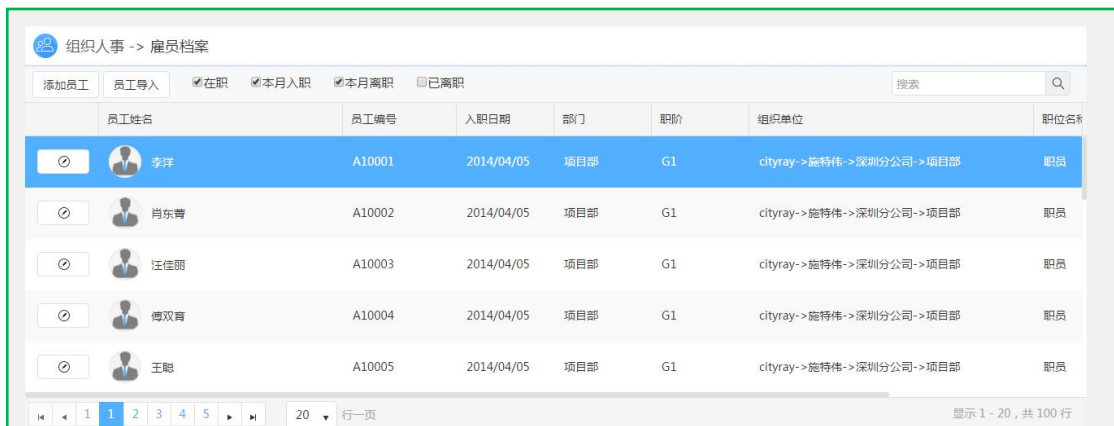 组织人事 -> 雇员档案
添加员工 员工导入 在职 本月入职 本月离职 已离职 搜索
员工姓名 员工编号 入职日期 部门 职阶 组织单位 职位名称
李洋 A10001 2014/04/05 项目部 G1 cityray->施特伟->深圳分公司->项目部 职员
肖东菁 A10002 2014/04/05 项目部 G1 cityray->施特伟->深圳分公司->项目部 职员
汪佳丽 A10003 2014/04/05 项目部 G1 cityray->施特伟->深圳分公司->项目部 职员
傅双育 A10004 2014/04/05 项目部 G1 cityray->施特伟->深圳分公司->项目部 职员
王聪 A10005 2014/04/05 项目部 G1 cityray->施特伟->深圳分公司->项目部 职员
1 1 2 3 4 5 20 行一页 显示 1 - 20 , 共 100 行